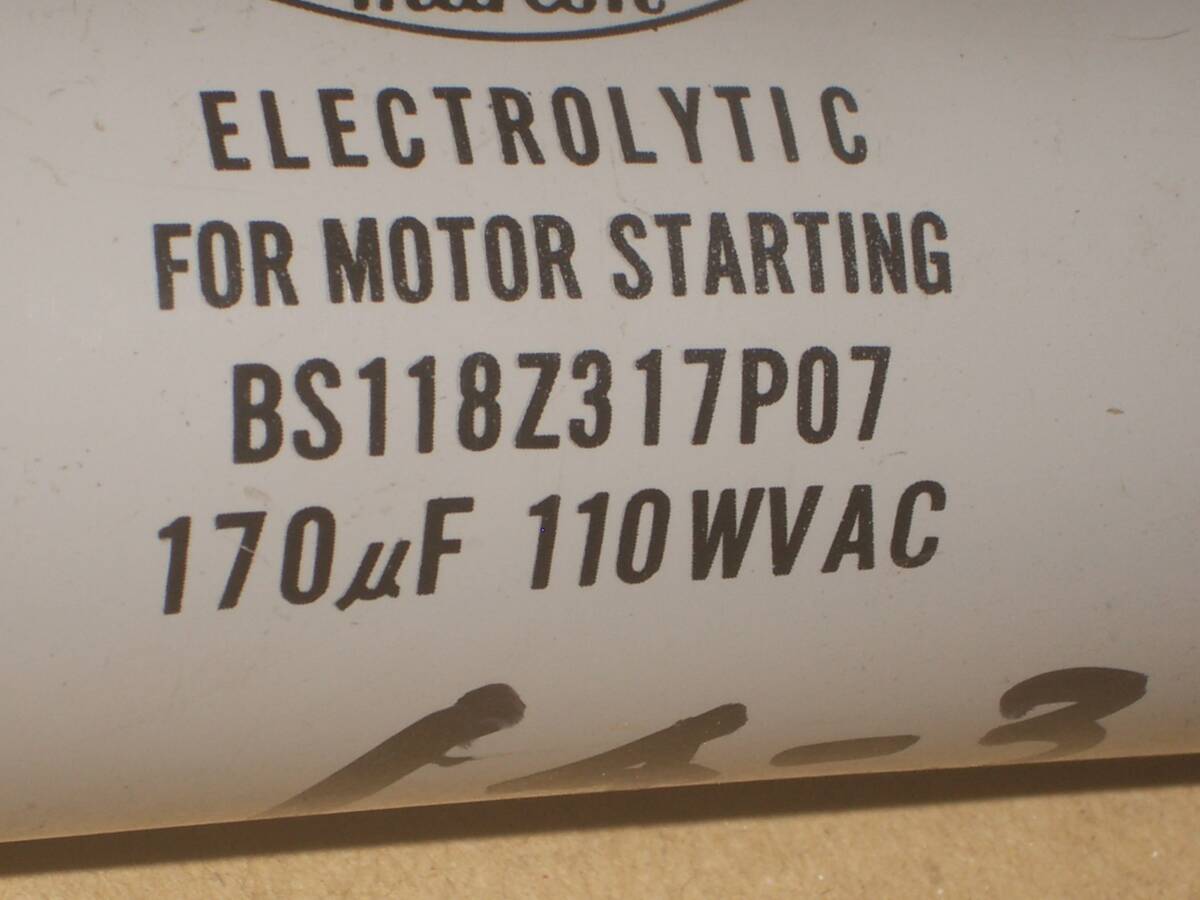 ELECTROLYTIC
FOR MOTOR STARTING
BS118Z317P07
170µF 110WVAC